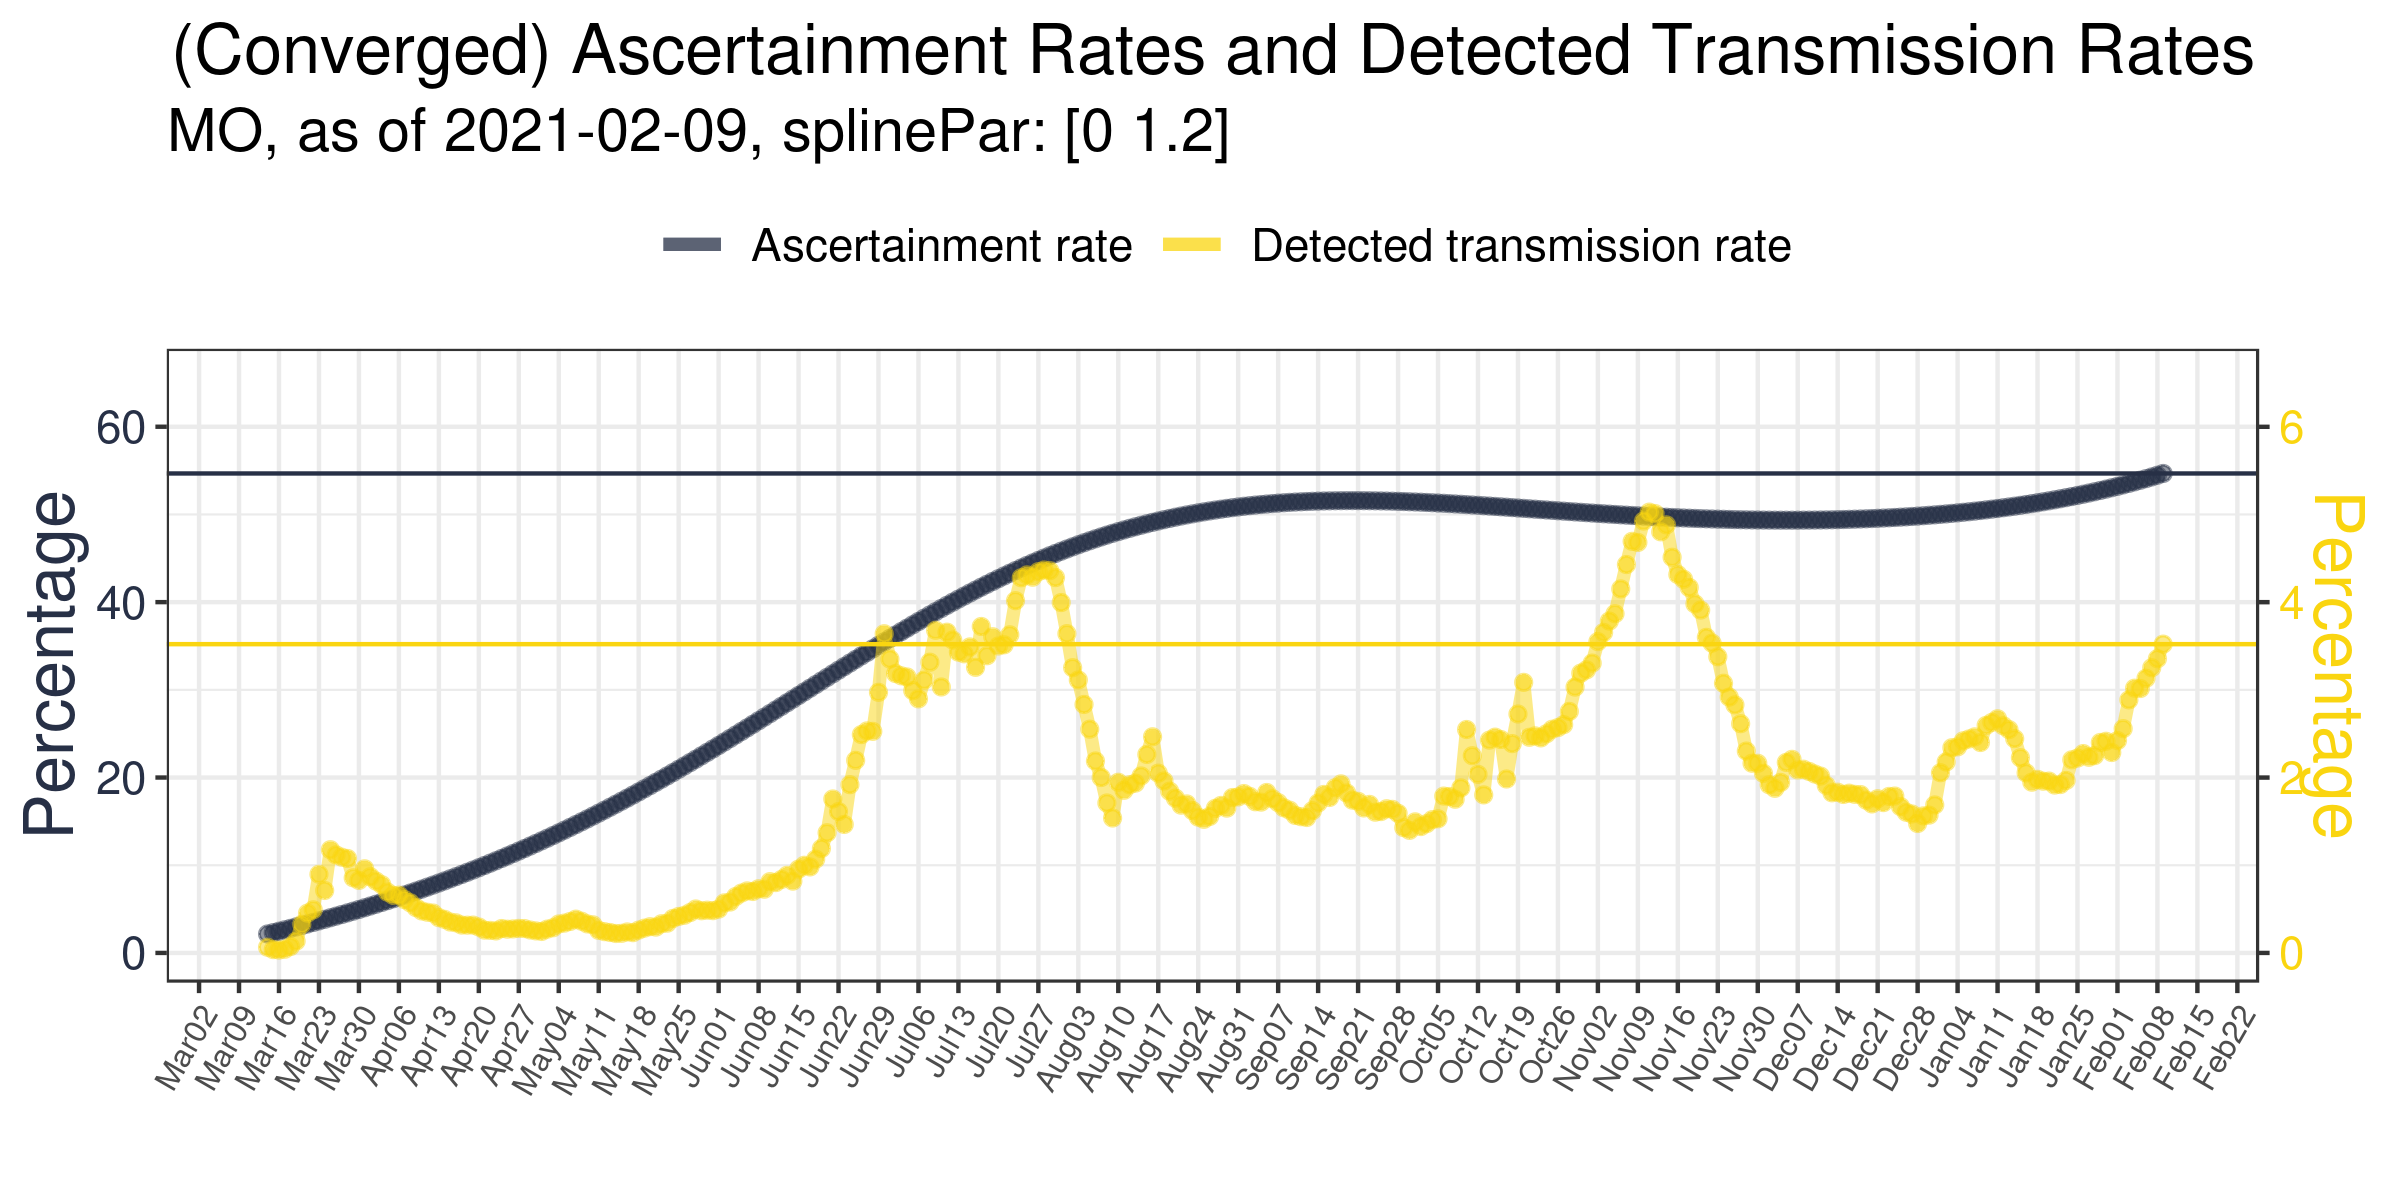 (Converged) Ascertainment Rates and Detected Transmission Rates
MO, as of 2021-02-09, splinePar: [0 1.2]
Ascertainment rate Detected transmission rate
Percentage
60
40
20
0
6
4
2
0
Percentage
Mar02 Mar09 Mar16 Mar23 Mar30 Apr06 Apr13 Apr20 Apr27 May04 May11 May18 May25 Jun01 Jun08 Jun15 Jun22 Jun29 Jul06 Jul13 Jul20 Jul27 Aug03 Aug10 Aug17 Aug24 Aug31 Sep07 Sep14 Sep21 Sep28 Oct05 Oct12 Oct19 Oct26 Nov02 Nov09 Nov16 Nov23 Nov30 Dec07 Dec14 Dec21 Dec28 Jan04 Jan11 Jan18 Jan25 Feb01 Feb08 Feb15 Feb22